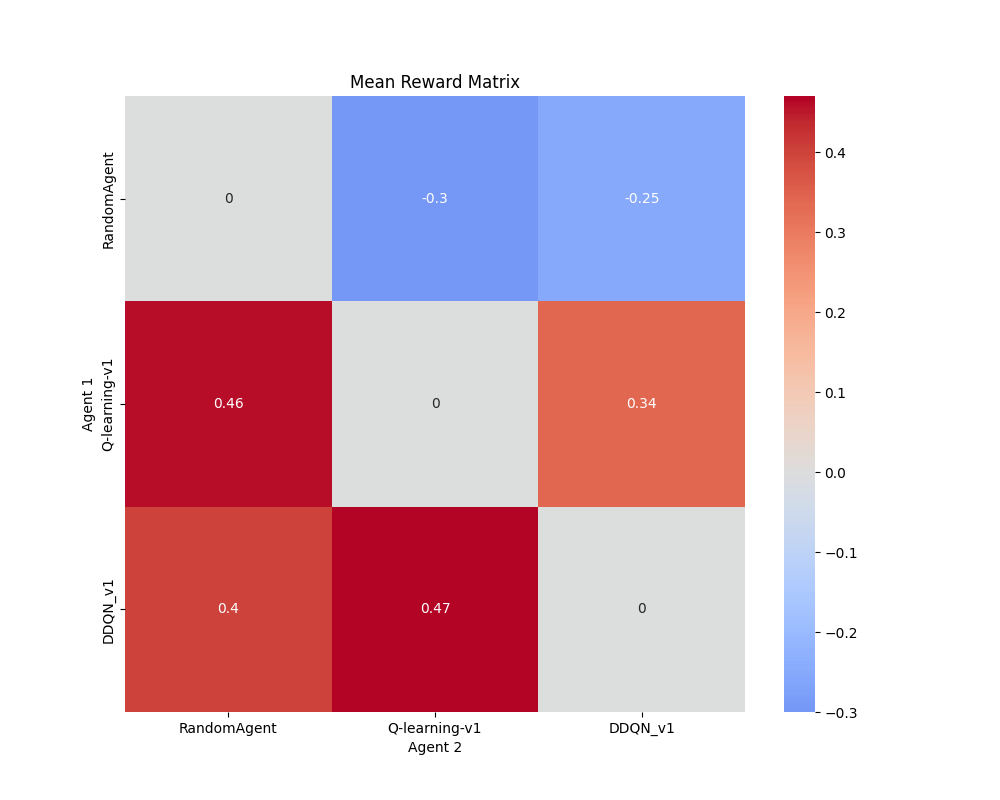 Mean Reward Matrix
Agent 1
RandomAgent
0
-0.3
-0.25
Q-learning-v1
0.46
0
0.34
DDQN_v1
0.4
0.47
0
RandomAgent
Q-learning-v1
DDQN_v1
Agent 2
0.4
0.3
0.2
0.1
0.0
−0.1
−0.2
−0.3